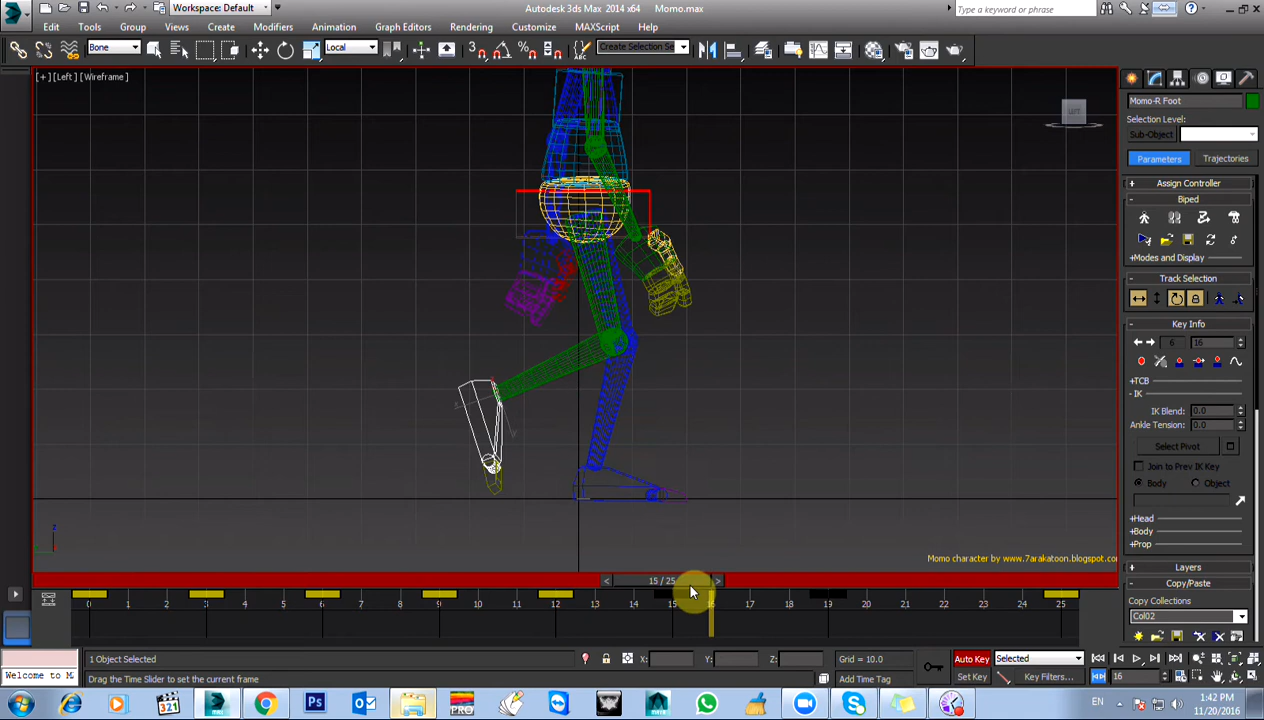 Workspace: Default
Autodesk 3ds Max 2014 x64 Momo.max
Type a keyword or phrase
Edit Tools Group Views Create Modifiers Animation Graph Editors Rendering Customize MAXScript Help
Bone Local Create Selection Se
[+] [Left] [Wireframe]
LEFT
Momo-R Foot
Selection Level:
Sub-Object
Parameters Trajectories
+ Assign Controller
- Biped
+Modes and Display
- Track Selection
- Key Info
6 16
+TCB
- IK
IK Blend: 0.0
Ankle Tension: 0.0
Select Pivot
Join to Prev IK Key
Body Object
+Head
+Body
+Prop
+ Layers
- Copy/Paste
Copy Collections
Col02
z
Momo character by www.7arakatoon.blogspot.com
< 15 / 25 >
0 1 2 3 4 5 6 7 8 9 10 11 12 13 14 15 16 17 18 19 20 21 22 23 24 25
1 Object Selected X: Y: Z: Grid = 10.0 Auto Key Selected
Welcome to M Drag the Time Slider to set the current frame Add Time Tag Set Key Key Filters... 16
EN 1:42 PM
11/20/2016